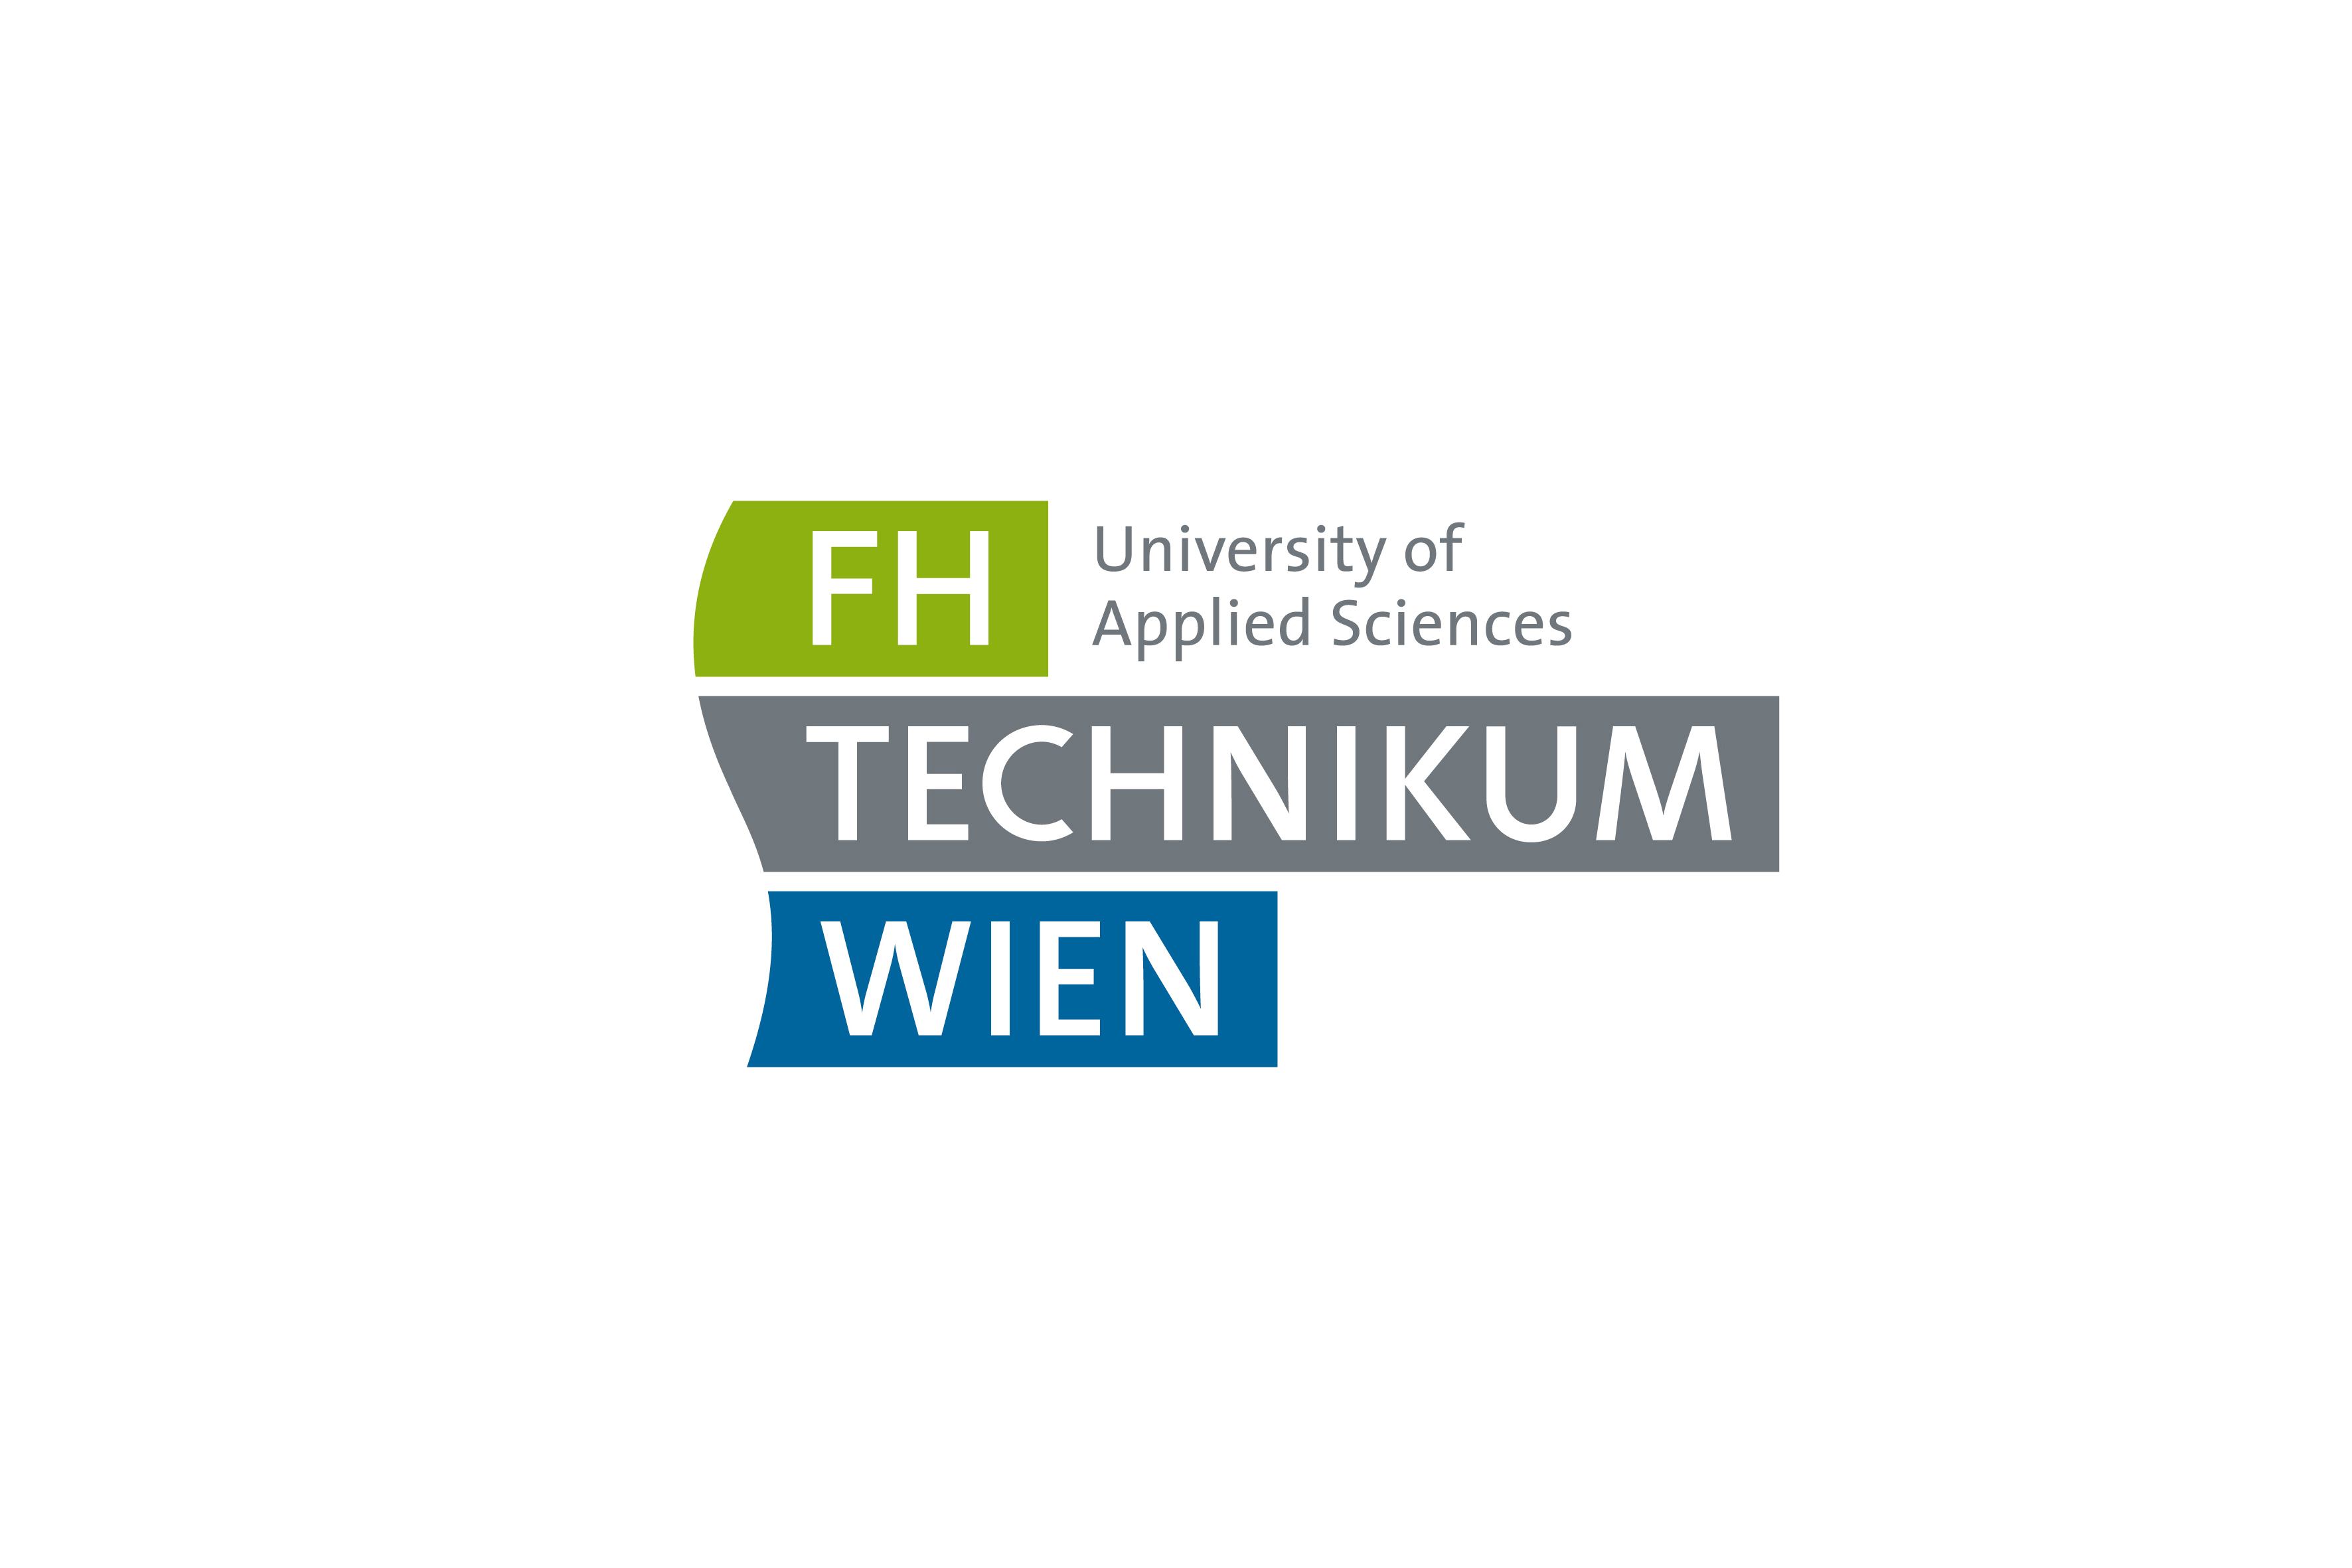 FH
University of
Applied Sciences
TECHNIKUM
WIEN